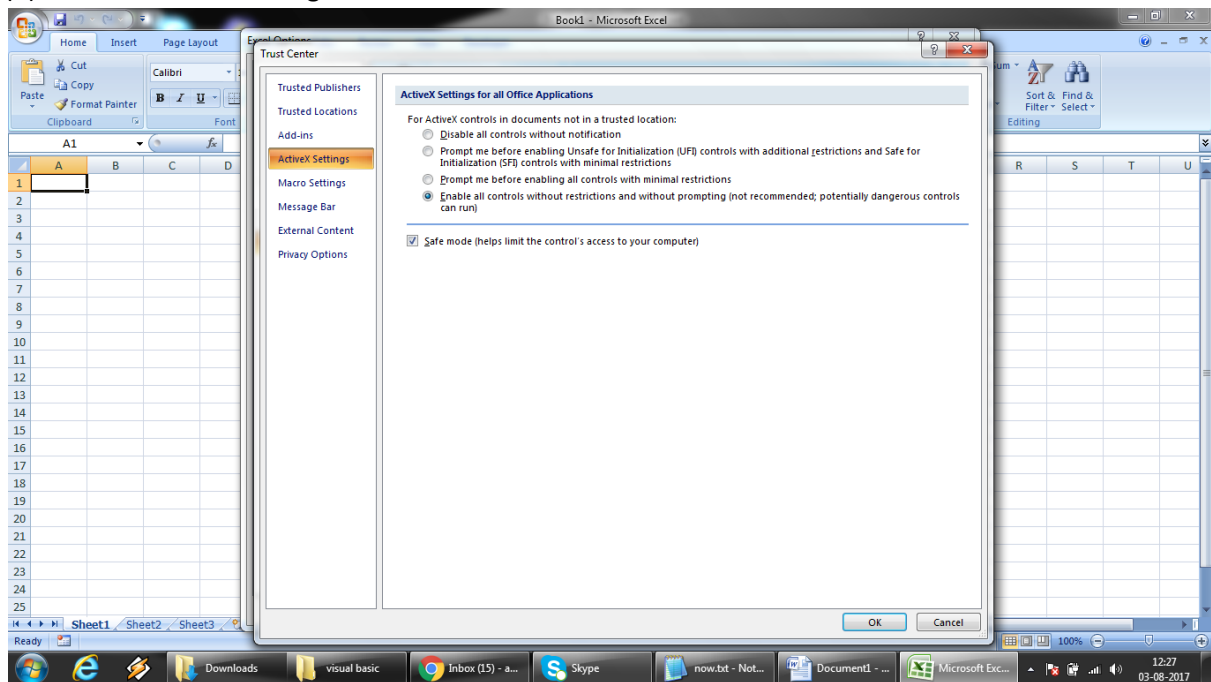 Book1 - Microsoft Excel
Home Insert Page Layout
Excel Options
Trust Center
Cut
Copy
Format Painter
Paste
Clipboard
Calibri
B I U
Font
Sort & Filter
Find & Select
Editing
A1
fx
A B C D R S T U
1
2
3
4
5
6
7
8
9
10
11
12
13
14
15
16
17
18
19
20
21
22
23
24
25
Trusted Publishers
Trusted Locations
Add-ins
ActiveX Settings
Macro Settings
Message Bar
External Content
Privacy Options
ActiveX Settings for all Office Applications
For ActiveX controls in documents not in a trusted location:
Disable all controls without notification
Prompt me before enabling Unsafe for Initialization (UFI) controls with additional restrictions and Safe for
Initialization (SFI) controls with minimal restrictions
Prompt me before enabling all controls with minimal restrictions
Enable all controls without restrictions and without prompting (not recommended; potentially dangerous controls
can run)
Safe mode (helps limit the control's access to your computer)
OK Cancel
Sheet1 Sheet2 Sheet3
Ready 100%
Downloads visual basic Inbox (15) - a... Skype now.txt - Not... Document1 - ... Microsoft Exc...
12:27
03-08-2017